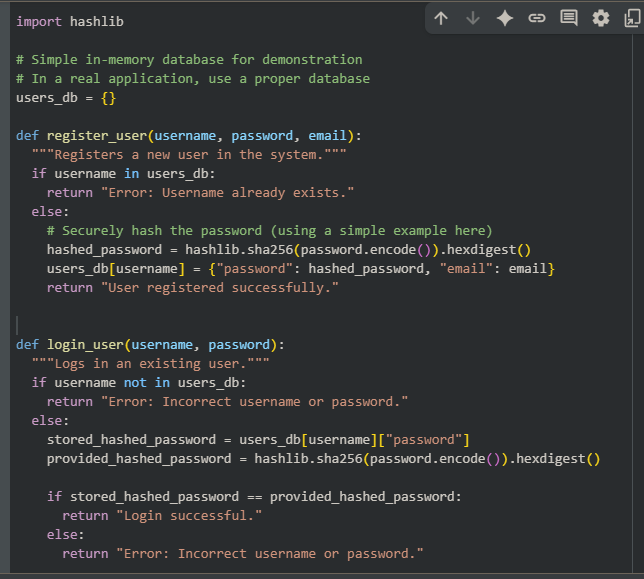 import hashlib
# Simple in-memory database for demonstration
# In a real application, use a proper database
users_db = {}
def register_user(username, password, email):
  """Registers a new user in the system."""
  if username in users_db:
    return "Error: Username already exists."
  else:
    # Securely hash the password (using a simple example here)
    hashed_password = hashlib.sha256(password.encode()).hexdigest()
    users_db[username] = {"password": hashed_password, "email": email}
    return "User registered successfully."
def login_user(username, password):
  """Logs in an existing user."""
  if username not in users_db:
    return "Error: Incorrect username or password."
  else:
    stored_hashed_password = users_db[username]["password"]
    provided_hashed_password = hashlib.sha256(password.encode()).hexdigest()
    if stored_hashed_password == provided_hashed_password:
      return "Login successful."
    else:
      return "Error: Incorrect username or password."